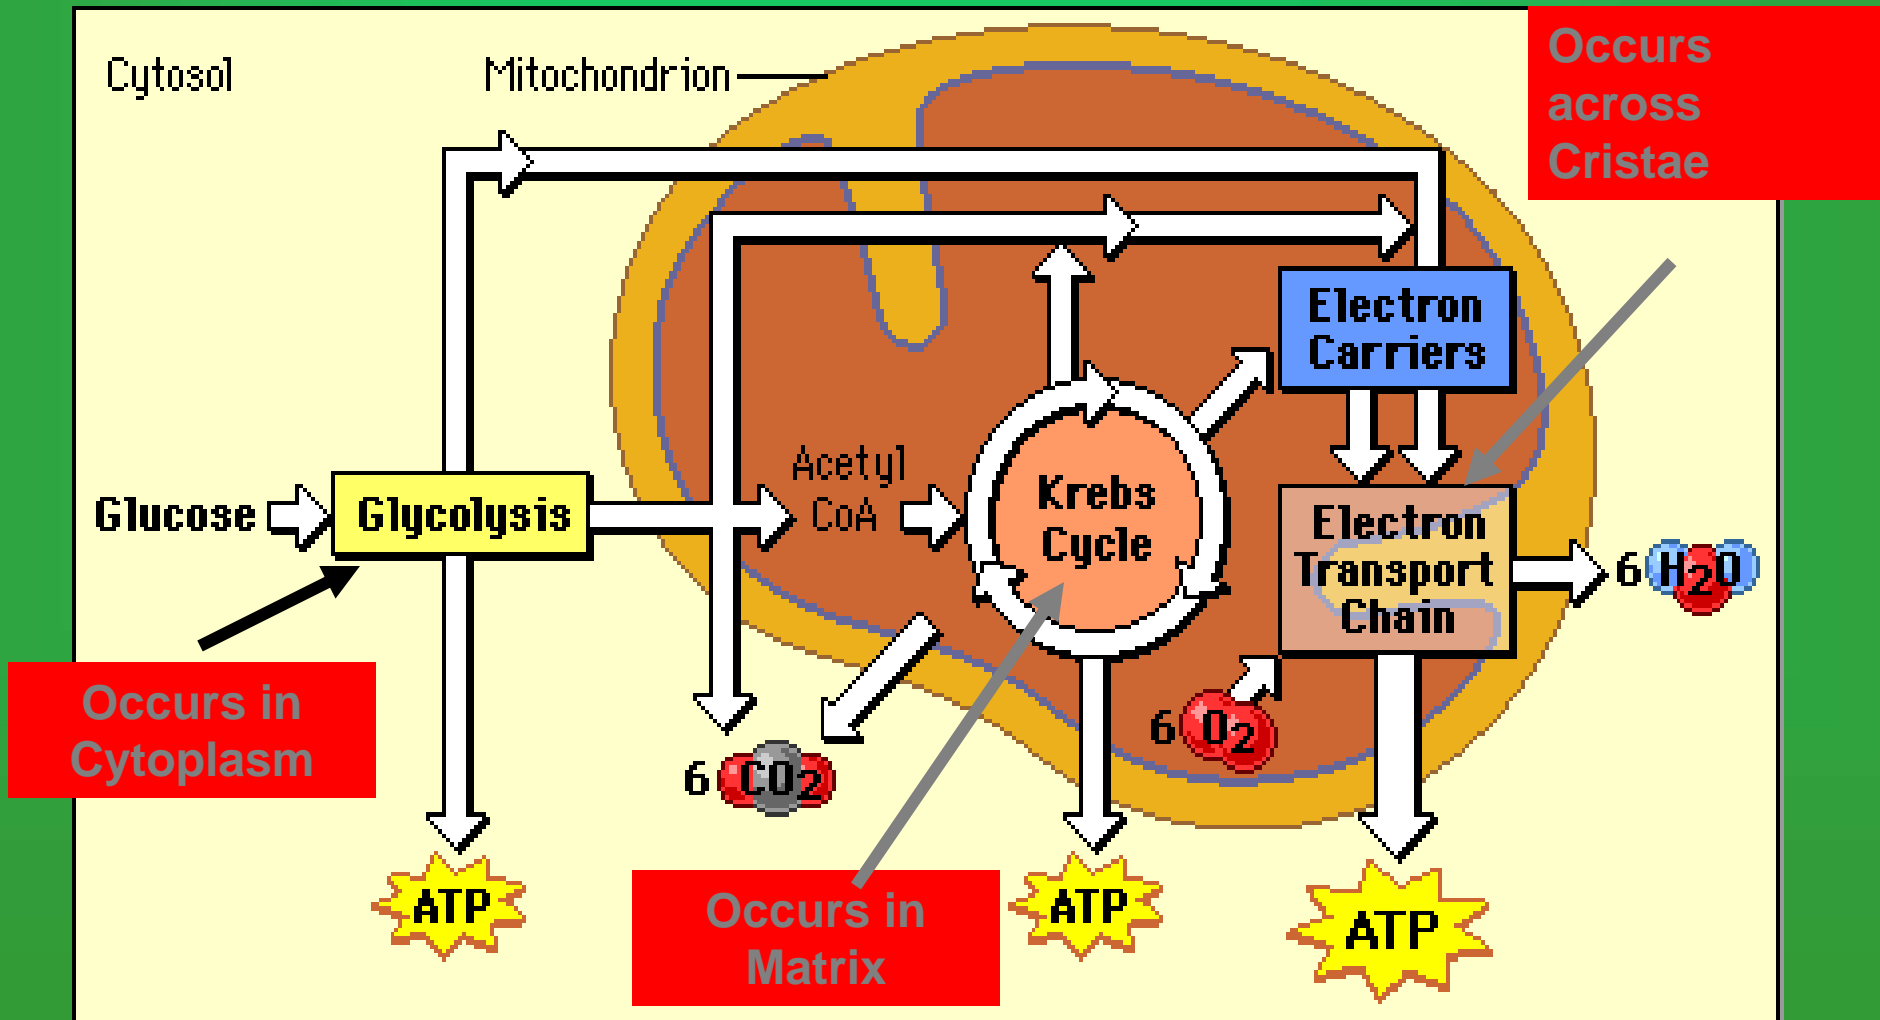 Cytosol
Mitochondrion
Occurs
across
Cristae
Electron
Carriers
Glucose
Glycolysis
Acetyl
CoA
Krebs
Cycle
Electron
Transport
Chain
6 H2O
Occurs in
Cytoplasm
6 CO2
6 O2
ATP
Occurs in
Matrix
ATP
ATP